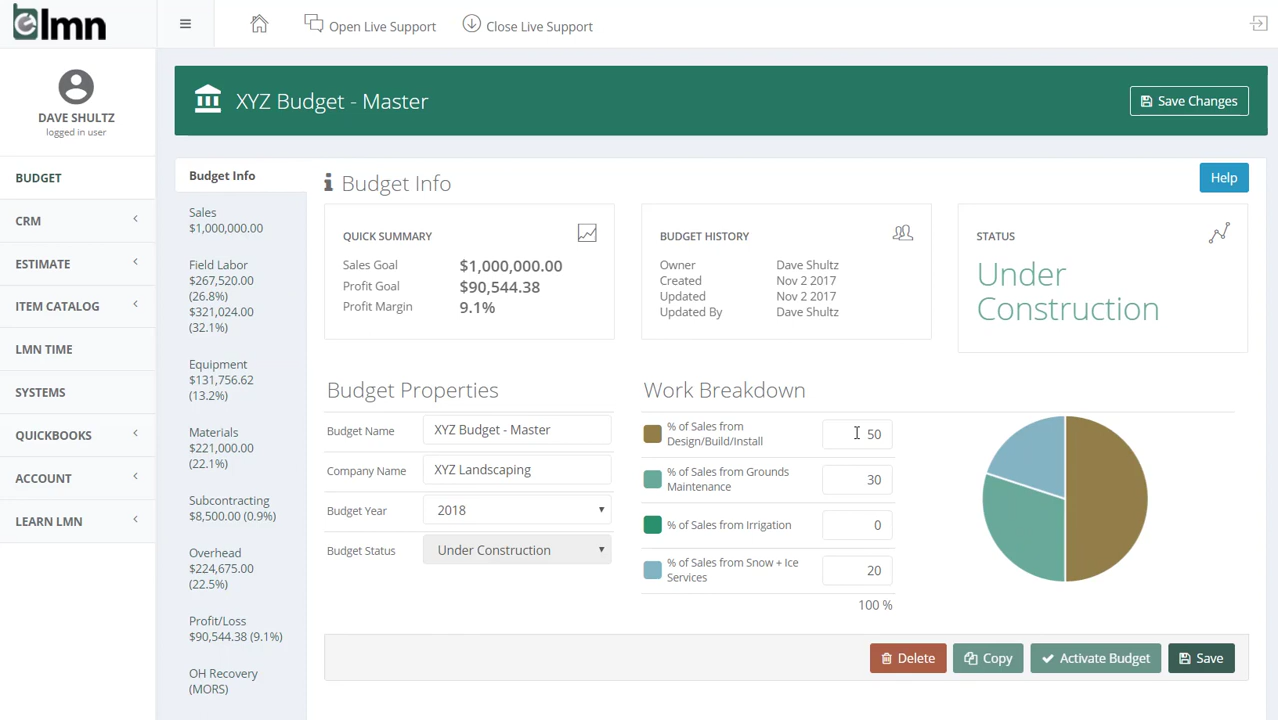 lmn
Open Live Support
Close Live Support
DAVE SHULTZ
logged in user
BUDGET
CRM
ESTIMATE
ITEM CATALOG
LMN TIME
SYSTEMS
QUICKBOOKS
ACCOUNT
LEARN LMN
XYZ Budget - Master
Save Changes
Budget Info
Sales
$1,000,000.00
Field Labor
$267,520.00
(26.8%)
$321,024.00
(32.1%)
Equipment
$131,756.62
(13.2%)
Materials
$221,000.00
(22.1%)
Subcontracting
$8,500.00 (0.9%)
Overhead
$224,675.00
(22.5%)
Profit/Loss
$90,544.38 (9.1%)
OH Recovery
(MORS)
Budget Info
Help
QUICK SUMMARY
Sales Goal $1,000,000.00
Profit Goal $90,544.38
Profit Margin 9.1%
BUDGET HISTORY
Owner Dave Shultz
Created Nov 2 2017
Updated Nov 2 2017
Updated By Dave Shultz
STATUS
Under
Construction
Budget Properties
Budget Name XYZ Budget - Master
Company Name XYZ Landscaping
Budget Year 2018
Budget Status Under Construction
Work Breakdown
% of Sales from
Design/Build/Install 50
% of Sales from Grounds
Maintenance 30
% of Sales from Irrigation 0
% of Sales from Snow + Ice
Services 20
100 %
Delete
Copy
Activate Budget
Save